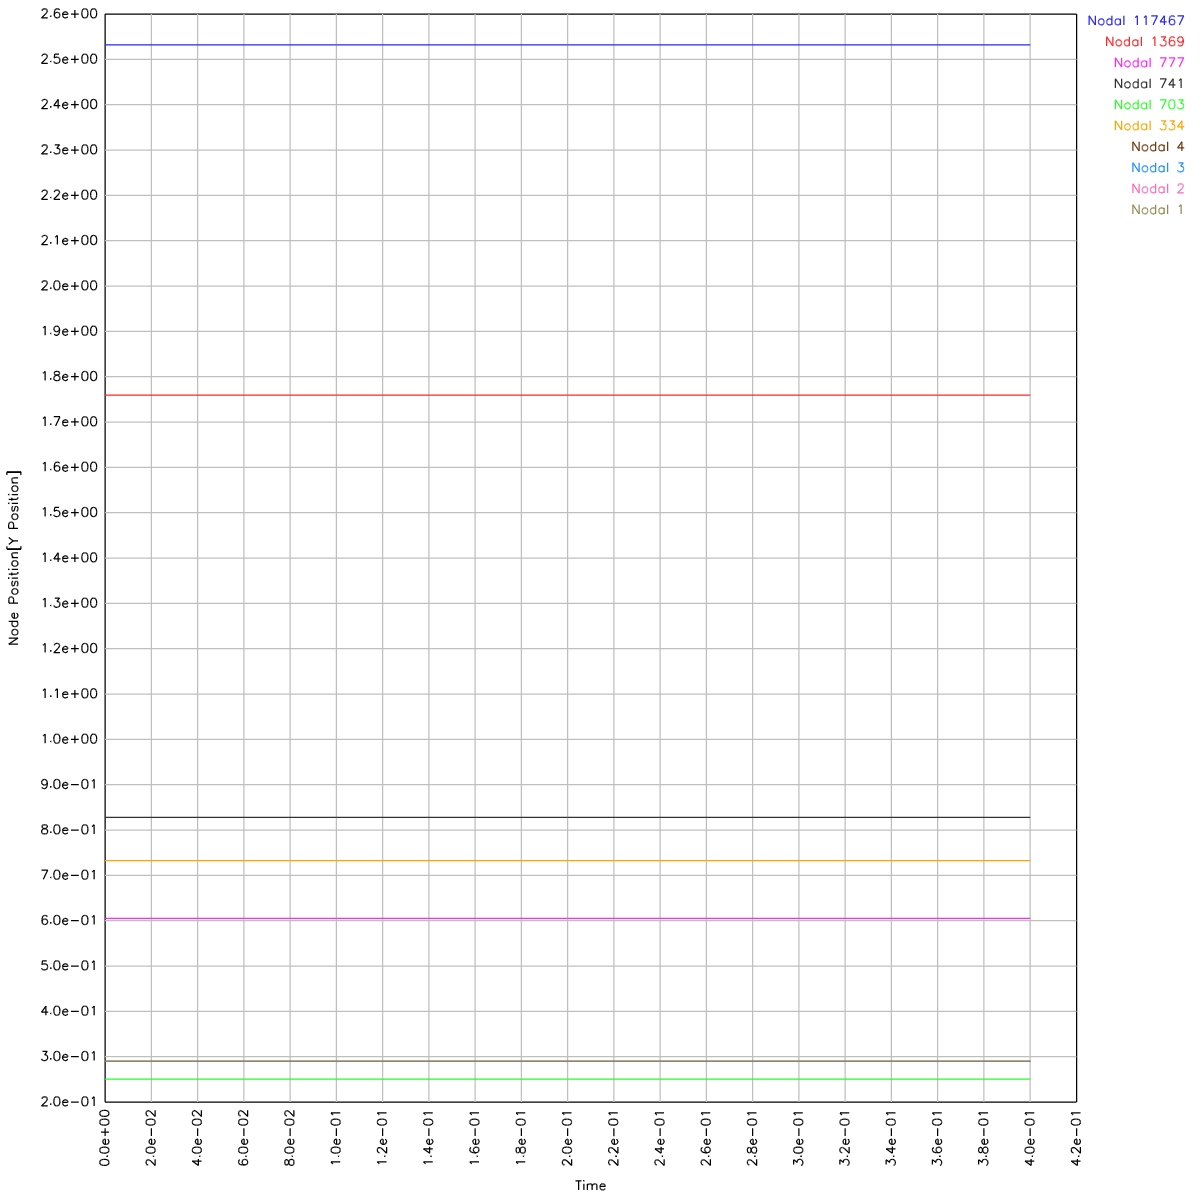 2.6e+00
2.5e+00
2.4e+00
2.3e+00
2.2e+00
2.1e+00
2.0e+00
1.9e+00
1.8e+00
1.7e+00
1.6e+00
1.5e+00
1.4e+00
1.3e+00
1.2e+00
1.1e+00
1.0e+00
9.0e-01
8.0e-01
7.0e-01
6.0e-01
5.0e-01
4.0e-01
3.0e-01
2.0e-01
Node Position[Y Position]
0.0e+00
2.0e-02
4.0e-02
6.0e-02
8.0e-02
1.0e-01
1.2e-01
1.4e-01
1.6e-01
1.8e-01
2.0e-01
2.2e-01
2.4e-01
2.6e-01
2.8e-01
3.0e-01
3.2e-01
3.4e-01
3.6e-01
3.8e-01
4.0e-01
4.2e-01
Time
Nodal 117467
Nodal 1369
Nodal 777
Nodal 741
Nodal 703
Nodal 334
Nodal 4
Nodal 3
Nodal 2
Nodal 1